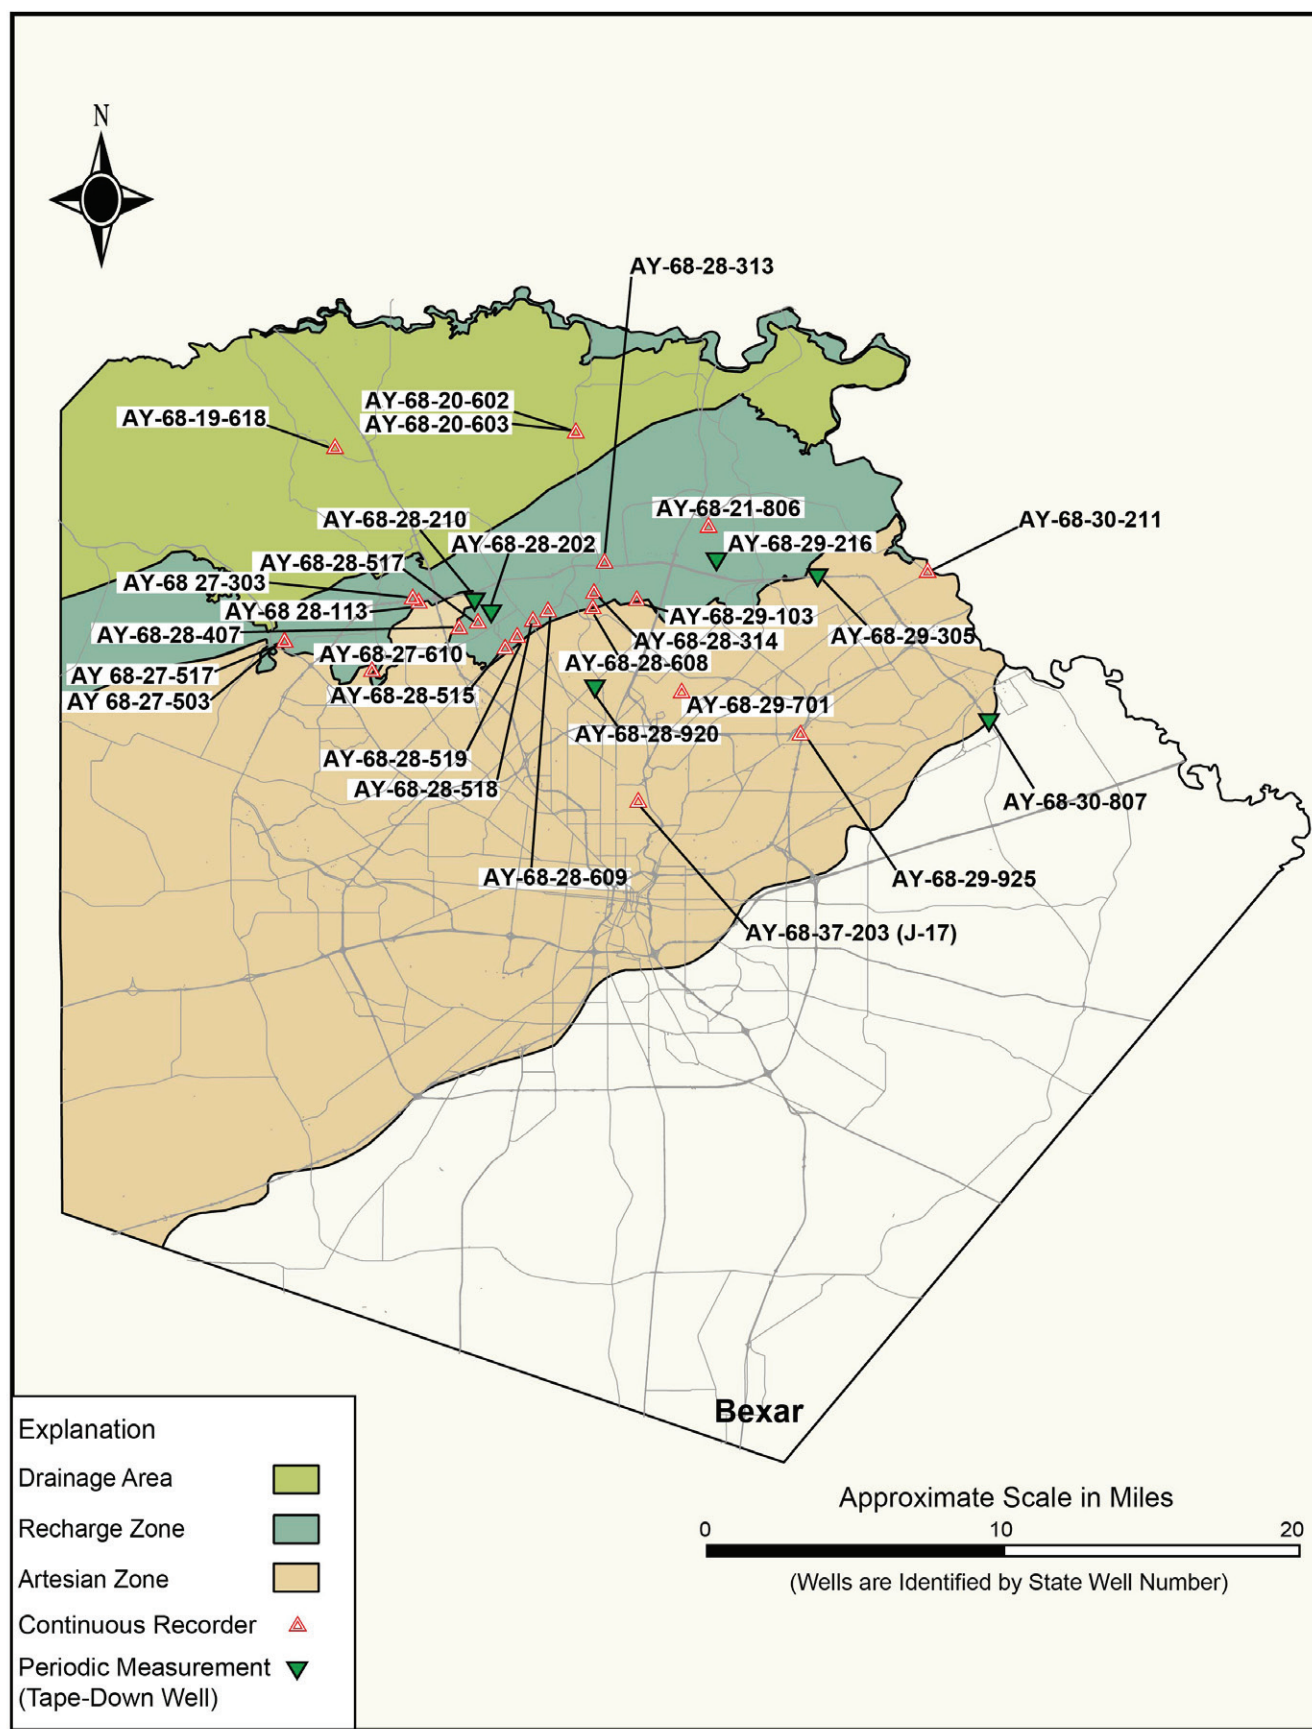 N
AY-68-28-313
AY-68-20-602
AY-68-20-603
AY-68-19-618
AY-68-21-806
AY-68-28-210
AY-68-30-211
AY-68-28-202
AY-68-29-216
AY-68-28-517
AY-68 27-303
AY-68 28-113
AY-68-29-103
AY-68-28-407
AY-68-28-314
AY-68-29-305
AY-68-27-610
AY-68-28-608
AY 68-27-517
AY-68-28-515
AY 68-27-503
AY-68-29-701
AY-68-28-920
AY-68-28-519
AY-68-28-518
AY-68-30-807
AY-68-28-609
AY-68-29-925
AY-68-37-203 (J-17)
Bexar
Explanation
Drainage Area
Recharge Zone
Artesian Zone
Continuous Recorder
Periodic Measurement
(Tape-Down Well)
Approximate Scale in Miles
0 10 20
(Wells are Identified by State Well Number)